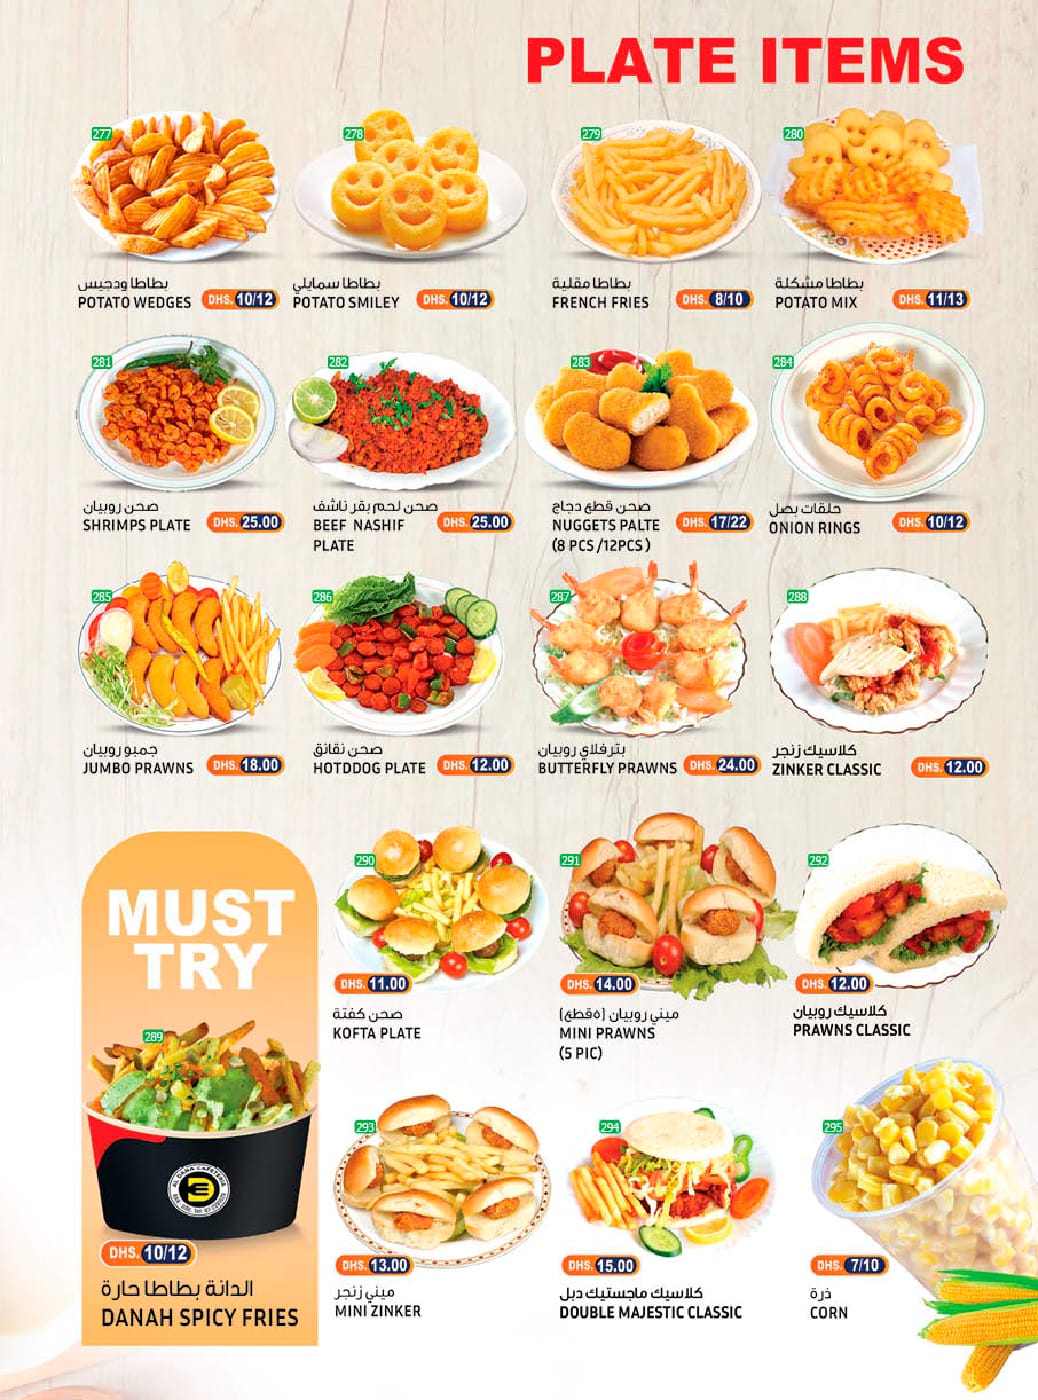 PLATE ITEMS
277
بطاطا ودجيس
POTATO WEDGES DHS. 10/12
278
بطاطا سمايلي
POTATO SMILEY DHS. 10/12
279
بطاطا مقلية
FRENCH FRIES DHS. 8/10
280
بطاطا مشكلة
POTATO MIX DHS. 11/13
281
صحن روبيان
SHRIMPS PLATE DHS. 25.00
282
صحن لحم بقر ناشف
BEEF NASHIF DHS. 25.00
PLATE
283
صحن قطع دجاج
NUGGETS PALTE DHS. 17/22
(8 PCS /12PCS )
284
حلقات بصل
ONION RINGS DHS. 10/12
285
جمبو روبيان
JUMBO PRAWNS DHS. 18.00
286
صحن نقانق
HOTDDOG PLATE DHS. 12.00
287
بترفلاي روبيان
BUTTERFLY PRAWNS DHS. 24.00
288
كلاسيك زنجر
ZINKER CLASSIC DHS. 12.00
MUST
TRY
289
DHS. 10/12
الدانة بطاطا حارة
DANAH SPICY FRIES
290
DHS. 11.00
صحن كفتة
KOFTA PLATE
291
DHS. 14.00
ميني روبيان (٥قطع)
MINI PRAWNS
(5 PIC)
292
DHS. 12.00
كلاسيك روبيان
PRAWNS CLASSIC
293
DHS. 13.00
ميني زنجر
MINI ZINKER
294
DHS. 15.00
كلاسيك ماجستيك دبل
DOUBLE MAJESTIC CLASSIC
295
DHS. 7/10
ذرة
CORN